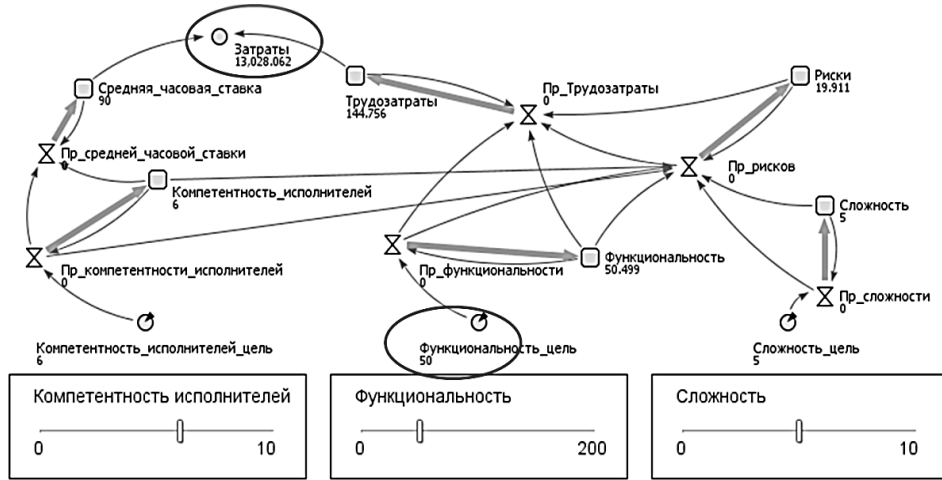 Затраты
13,028.062
Средняя_часовая_ставка
90
Трудозатраты
144.756
Пр_Трудозатраты
0
Риски
19.911
Пр_средней_часовой_ставки
0
Пр_рисков
0
Компетентность_исполнителей
6
Сложность
5
Пр_компетентности_исполнителей
0
Пр_функциональности
0
Функциональность
50.499
Пр_сложности
0
Компетентность_исполнителей_цель
6
Функциональность_цель
50
Сложность_цель
5
Компетентность исполнителей
0 10
Функциональность
0 200
Сложность
0 10